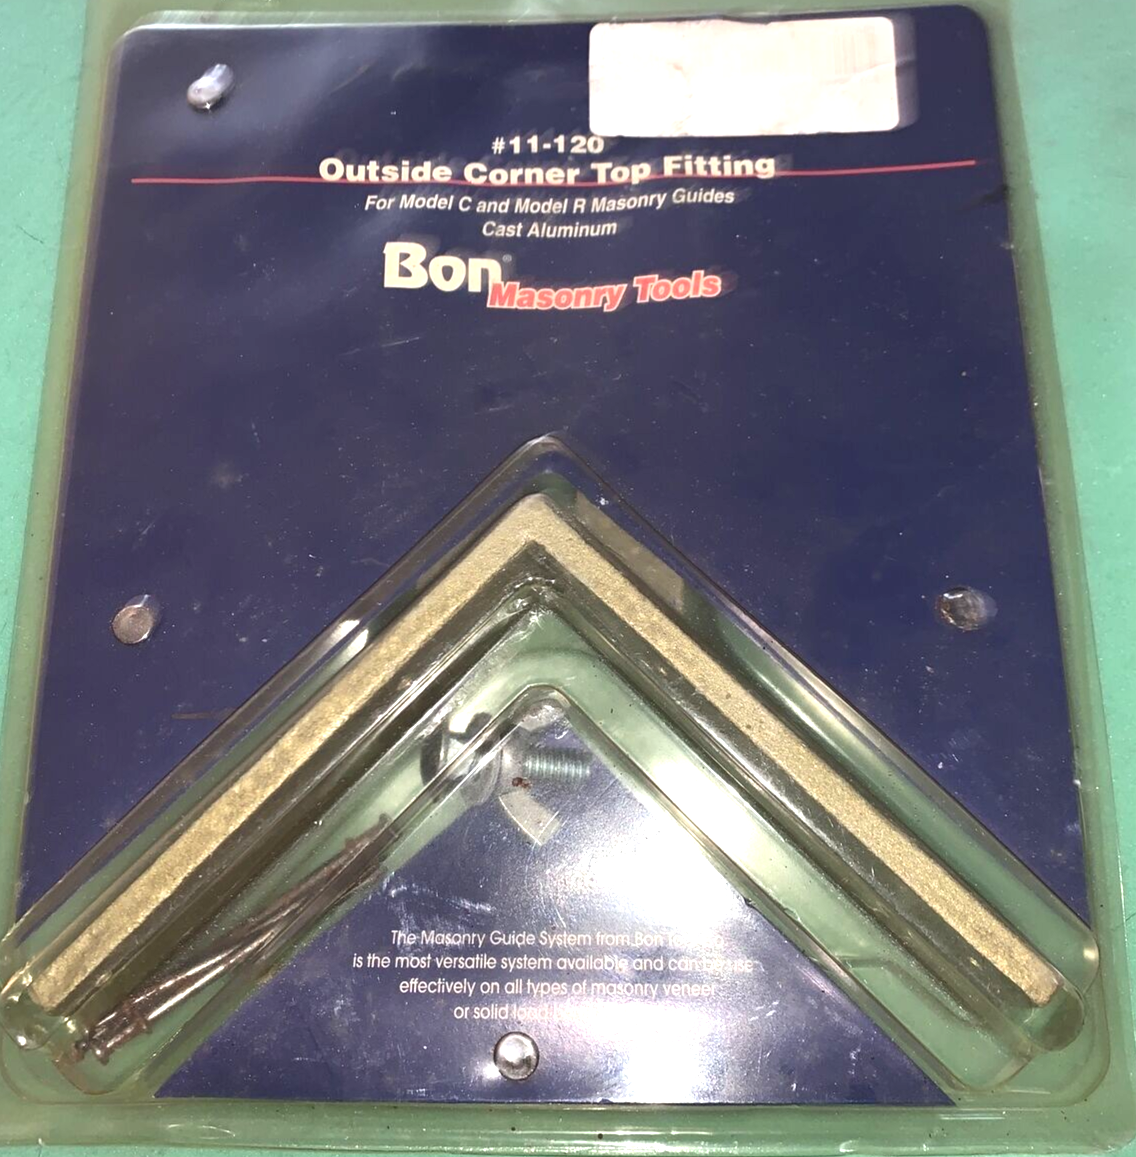 #11-120
Outside Corner Top Fitting
For Model C and Model R Masonry Guides
Cast Aluminum
Bon®
Masonry Tools
The Masonry Guide System from Bon
is the most versatile system available and can
effectively on all types of masonry veneer
or solid